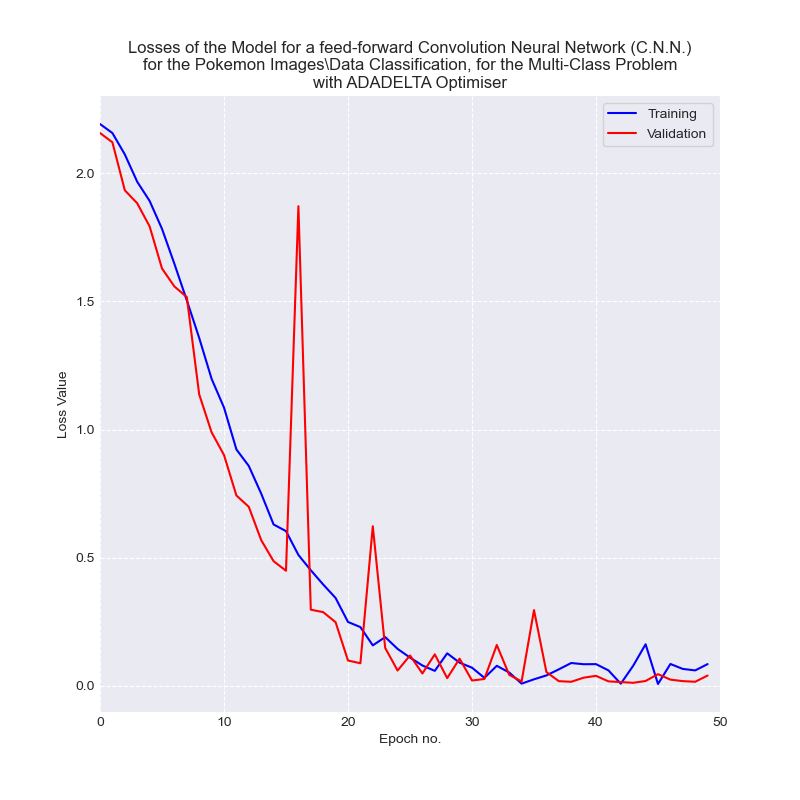 Losses of the Model for a feed-forward Convolution Neural Network (C.N.N.)
for the Pokemon Images\Data Classification, for the Multi-Class Problem
with ADADELTA Optimiser
Training
Validation
2.0
1.5
1.0
0.5
0.0
Loss Value
0 10 20 30 40 50
Epoch no.